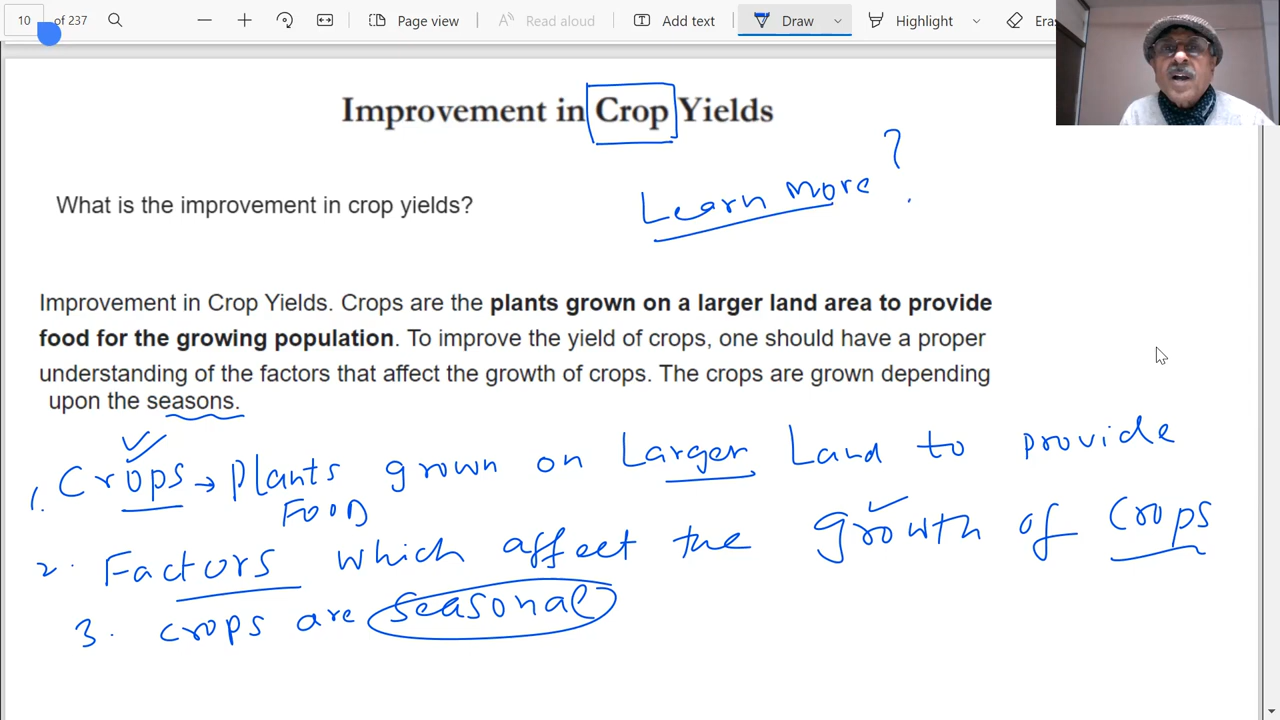 10 of 237 Page view Read aloud Add text Draw Highlight Eras
Improvement in Crop Yields
What is the improvement in crop yields?
Learn More ?
Improvement in Crop Yields. Crops are the plants grown on a larger land area to provide
food for the growing population. To improve the yield of crops, one should have a proper
understanding of the factors that affect the growth of crops. The crops are grown depending
upon the seasons.
1. Crops → Plants grown on Larger Land to provide
FOOD
2. Factors which affect the growth of crops
3. crops are seasonal